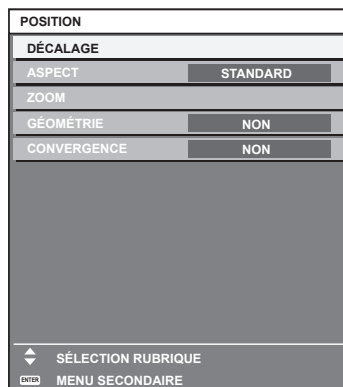 POSITION
DÉCALAGE
ASPECT STANDARD
ZOOM
GÉOMÉTRIE NON
CONVERGENCE NON
SÉLECTION RUBRIQUE
ENTER MENU SECONDAIRE